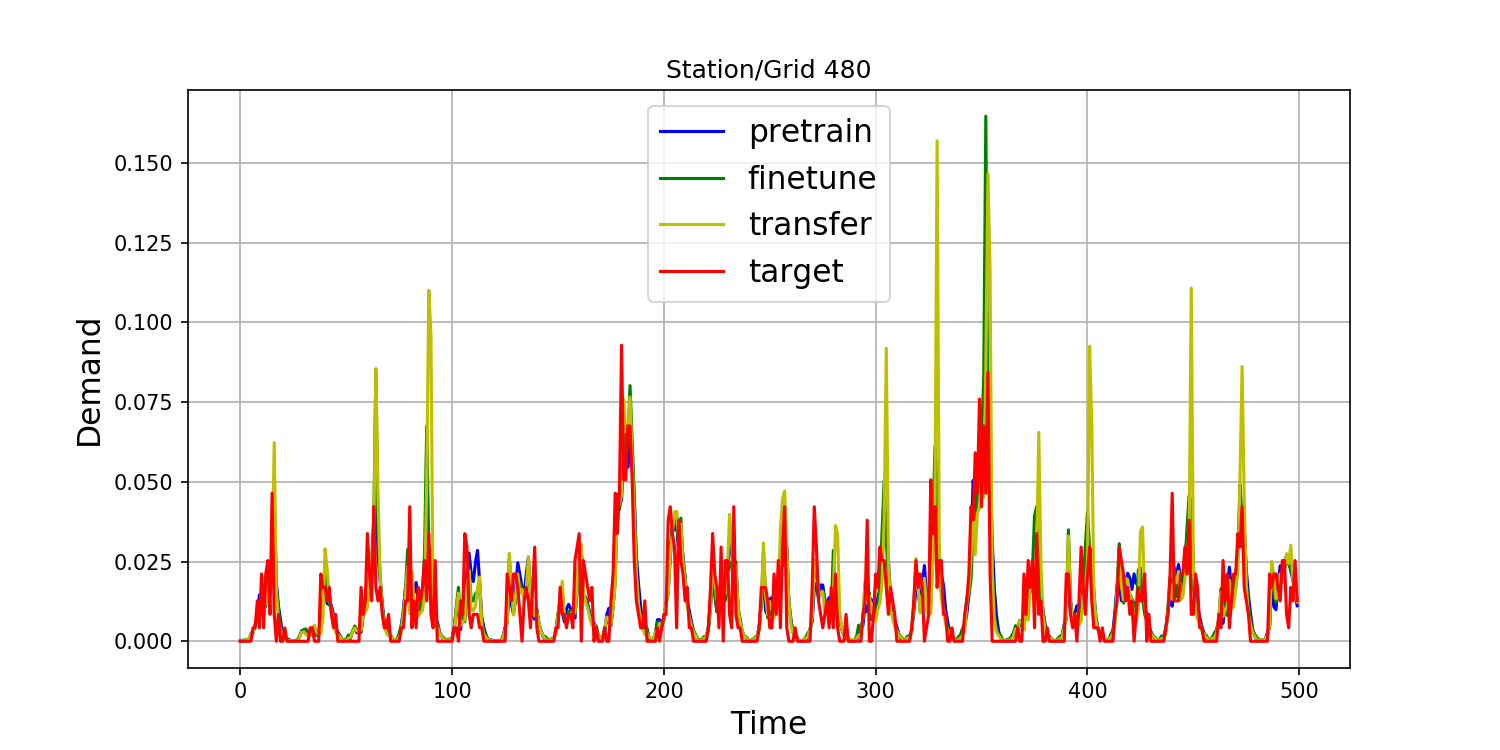 Station/Grid 480
pretrain
finetune
transfer
target
0.150
0.125
0.100
0.075
0.050
0.025
0.000
Demand
0 100 200 300 400 500
Time